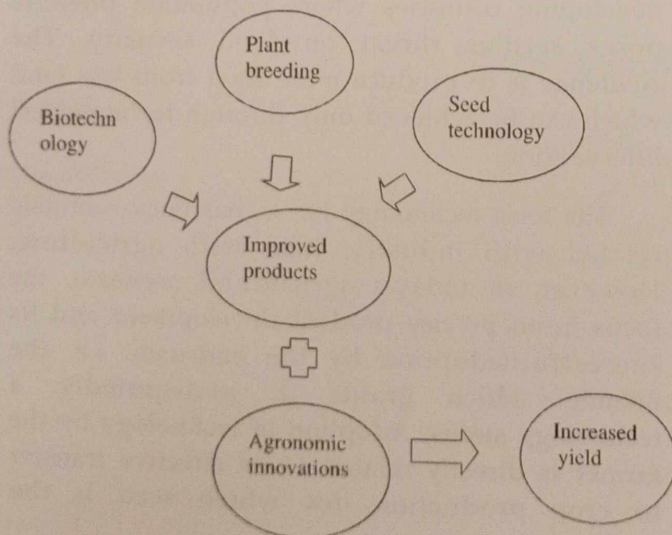 Plant
breeding
Biotechn
ology
Seed
technology
Improved
products
Agronomic
innovations
Increased
yield